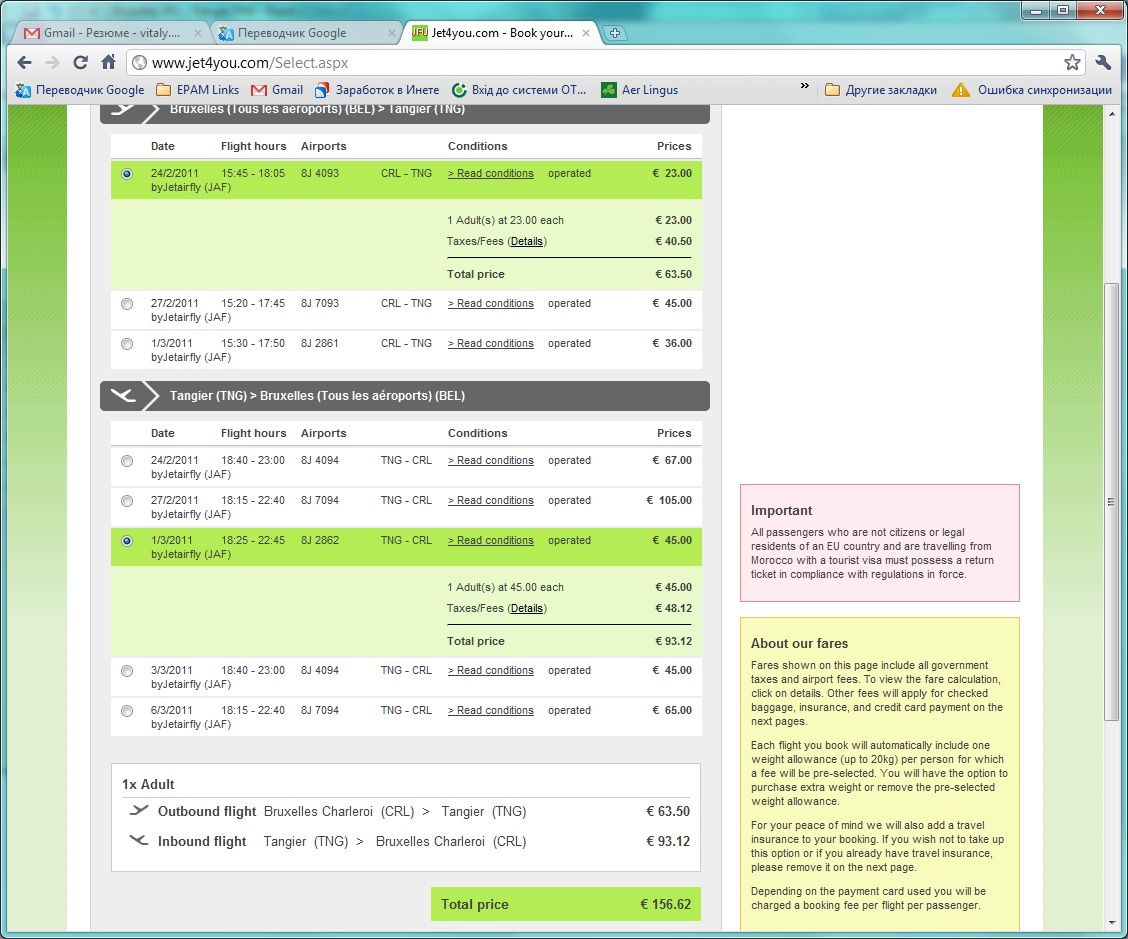 Gmail - Резюме - vitaly....
Переводчик Google
Jet4you.com - Book your...
www.jet4you.com/Select.aspx
Переводчик Google
EPAM Links
Gmail
Заработок в Инете
Вхід до системи ОТ...
Aer Lingus
»
Другие закладки
Ошибка синхронизации
Bruxelles (Tous les aéroports) (BEL) > Tangier (TNG)
Date Flight hours Airports Conditions Prices
24/2/2011 15:45 - 18:05 8J 4093 CRL - TNG > Read conditions operated € 23.00
byJetairfly (JAF)
1 Adult(s) at 23.00 each € 23.00
Taxes/Fees (Details) € 40.50
Total price € 63.50
27/2/2011 15:20 - 17:45 8J 7093 CRL - TNG > Read conditions operated € 45.00
byJetairfly (JAF)
1/3/2011 15:30 - 17:50 8J 2861 CRL - TNG > Read conditions operated € 36.00
byJetairfly (JAF)
Tangier (TNG) > Bruxelles (Tous les aéroports) (BEL)
Date Flight hours Airports Conditions Prices
24/2/2011 18:40 - 23:00 8J 4094 TNG - CRL > Read conditions operated € 67.00
byJetairfly (JAF)
27/2/2011 18:15 - 22:40 8J 7094 TNG - CRL > Read conditions operated € 105.00
byJetairfly (JAF)
1/3/2011 18:25 - 22:45 8J 2862 TNG - CRL > Read conditions operated € 45.00
byJetairfly (JAF)
1 Adult(s) at 45.00 each € 45.00
Taxes/Fees (Details) € 48.12
Total price € 93.12
3/3/2011 18:40 - 23:00 8J 4094 TNG - CRL > Read conditions operated € 45.00
byJetairfly (JAF)
6/3/2011 18:15 - 22:40 8J 7094 TNG - CRL > Read conditions operated € 65.00
byJetairfly (JAF)
1x Adult
Outbound flight Bruxelles Charleroi (CRL) > Tangier (TNG) € 63.50
Inbound flight Tangier (TNG) > Bruxelles Charleroi (CRL) € 93.12
Total price € 156.62
Important
All passengers who are not citizens or legal
residents of an EU country and are travelling from
Morocco with a tourist visa must possess a return
ticket in compliance with regulations in force.
About our fares
Fares shown on this page include all government
taxes and airport fees. To view the fare calculation,
click on details. Other fees will apply for checked
baggage, insurance, and credit card payment on the
next pages.
Each flight you book will automatically include one
weight allowance (up to 20kg) per person for which
a fee will be pre-selected. You will have the option to
purchase extra weight or remove the pre-selected
weight allowance.
For your peace of mind we will also add a travel
insurance to your booking. If you wish not to take up
this option or if you already have travel insurance,
please remove it on the next page.
Depending on the payment card used you will be
charged a booking fee per flight per passenger.